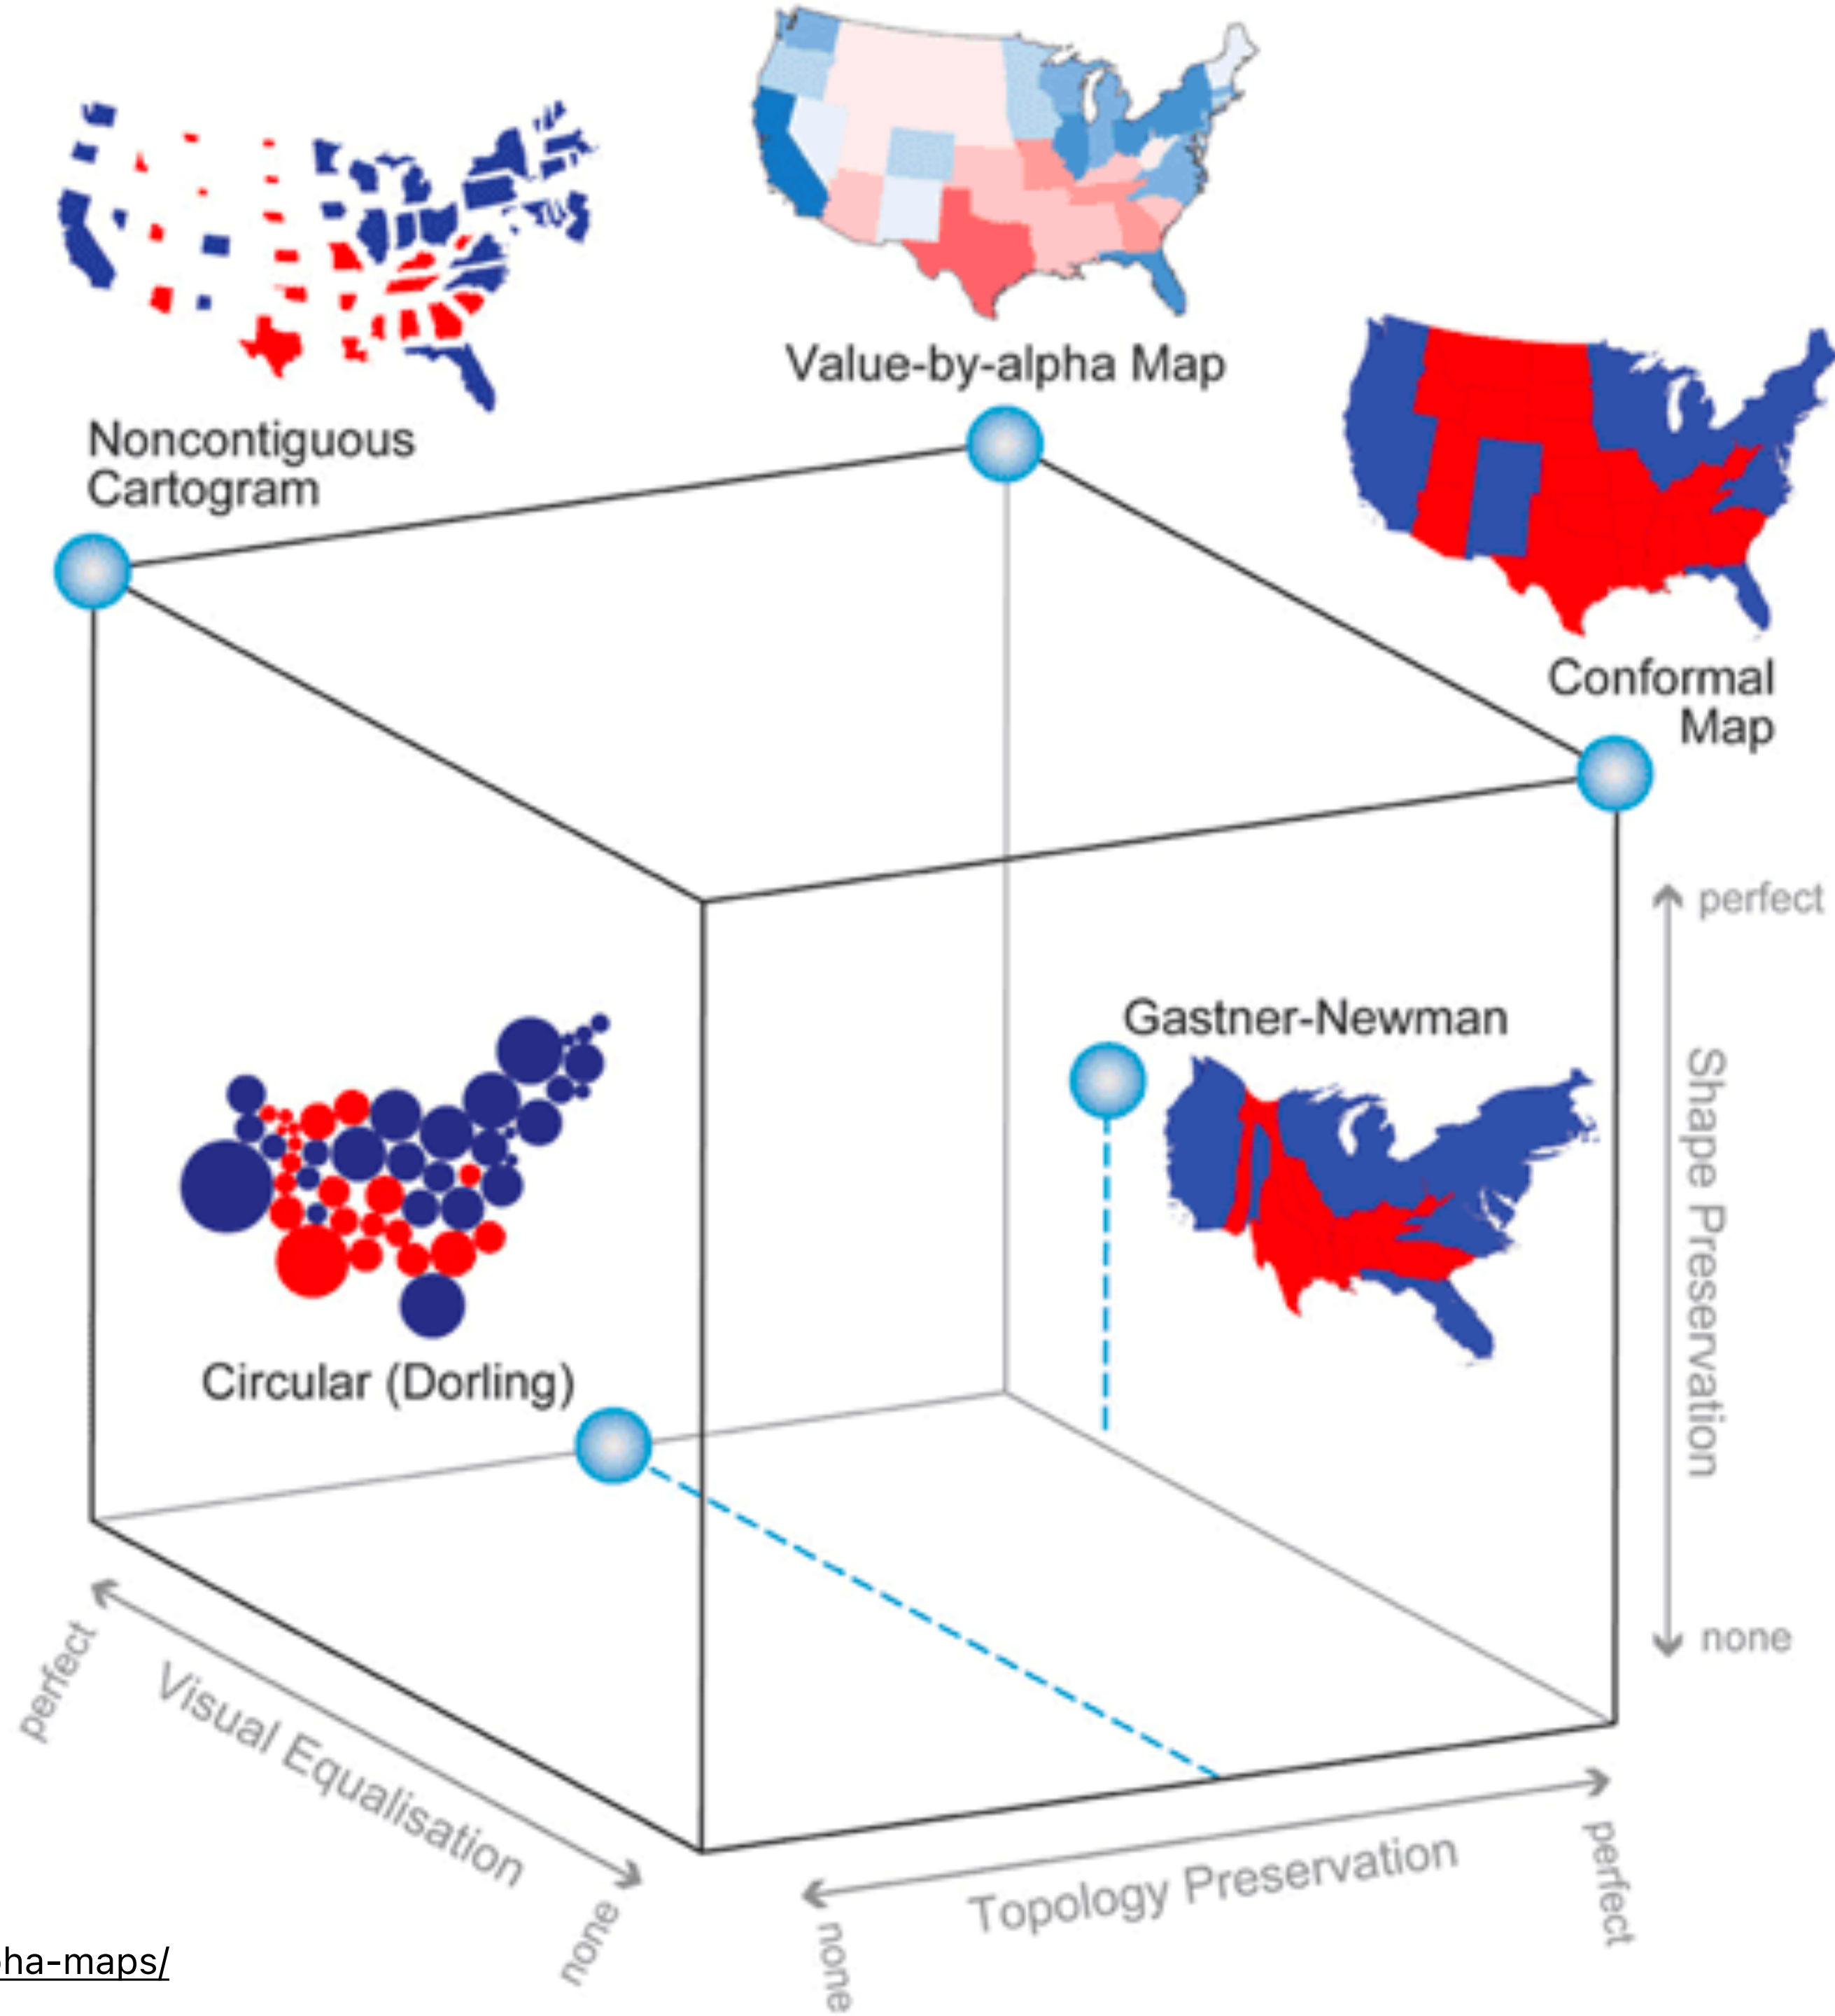 Value-by-alpha Map
Noncontiguous
Cartogram
Conformal
Map
perfect
Gastner-Newman
Shape Preservation
Circular (Dorling)
none
perfect
Visual Equalisation
none
Topology Preservation
none
perfect
ha-maps/